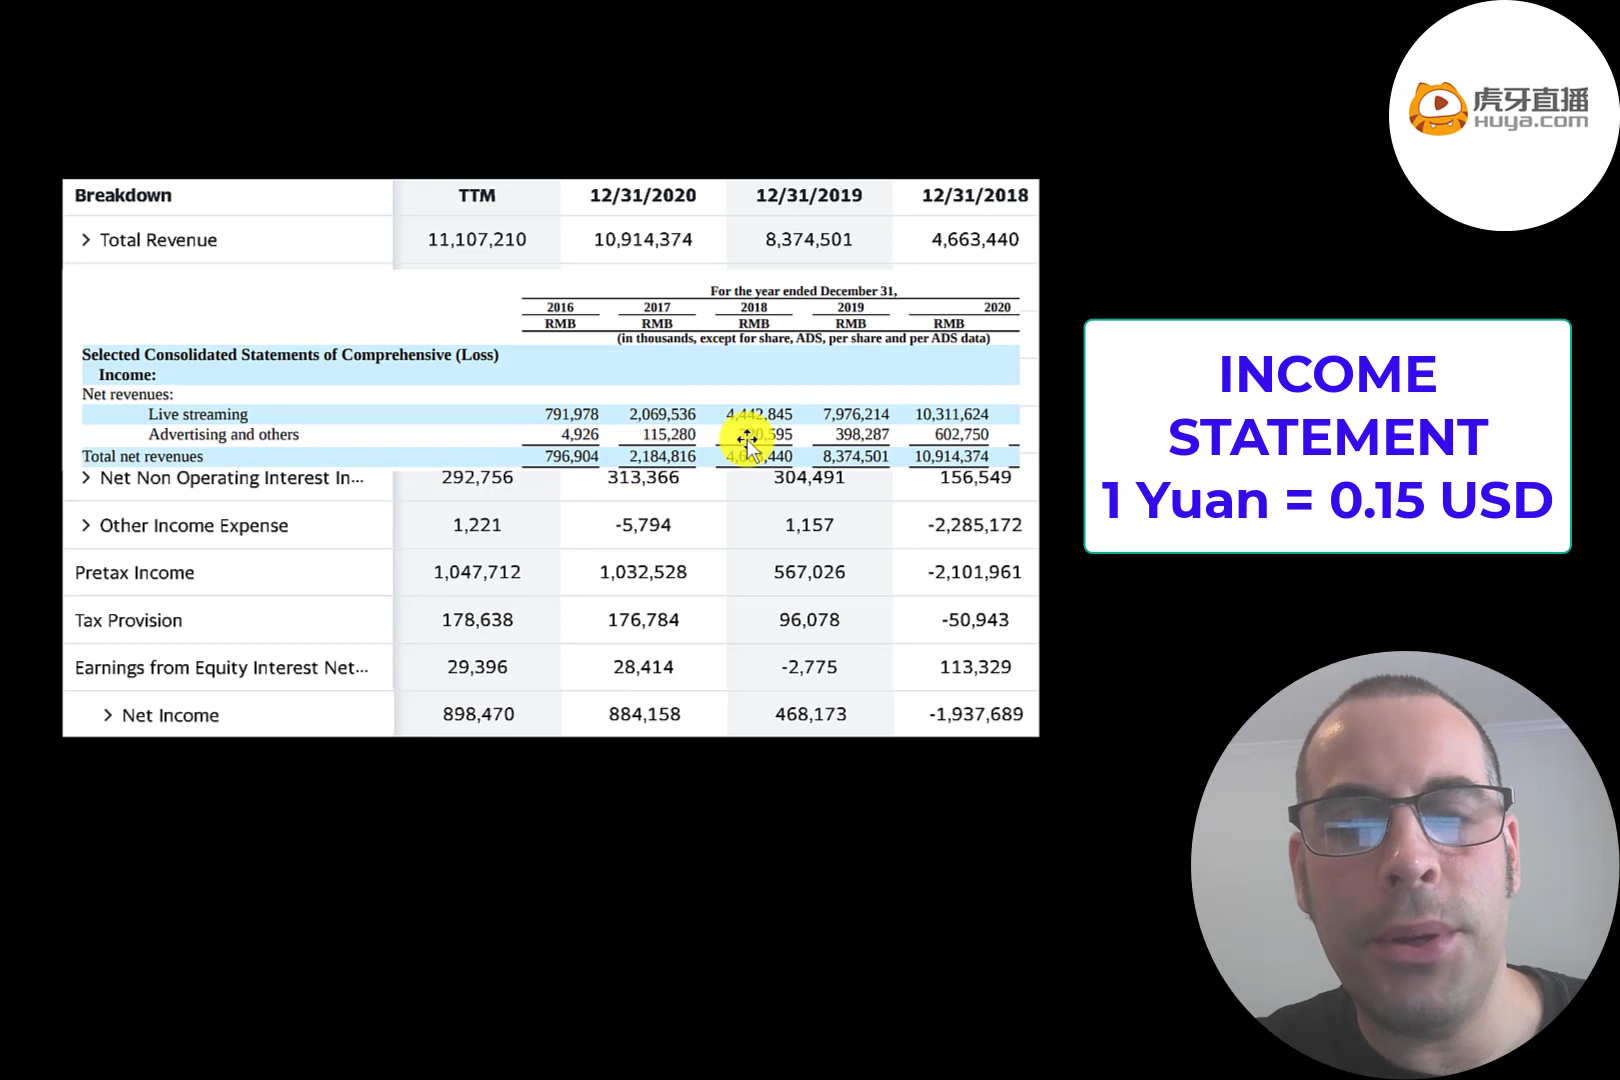 虎牙直播
HUYA.com
Breakdown TTM 12/31/2020 12/31/2019 12/31/2018
Total Revenue 11,107,210 10,914,374 8,374,501 4,663,440
For the year ended December 31,
2016 2017 2018 2019 2020
RMB RMB RMB RMB RMB
(in thousands, except for share, ADS, per share and per ADS data)
Selected Consolidated Statements of Comprehensive (Loss)
Income:
Net revenues:
Live streaming 791,978 2,069,536 4,442,845 7,976,214 10,311,624
Advertising and others 4,926 115,280 398,287 602,750
Total net revenues 796,904 2,184,816 8,374,501 10,914,374
Net Non Operating Interest In... 292,756 313,366 304,491 156,549
Other Income Expense 1,221 -5,794 1,157 -2,285,172
Pretax Income 1,047,712 1,032,528 567,026 -2,101,961
Tax Provision 178,638 176,784 96,078 -50,943
Earnings from Equity Interest Net... 29,396 28,414 -2,775 113,329
Net Income 898,470 884,158 468,173 -1,937,689
INCOME
STATEMENT
1 Yuan = 0.15 USD